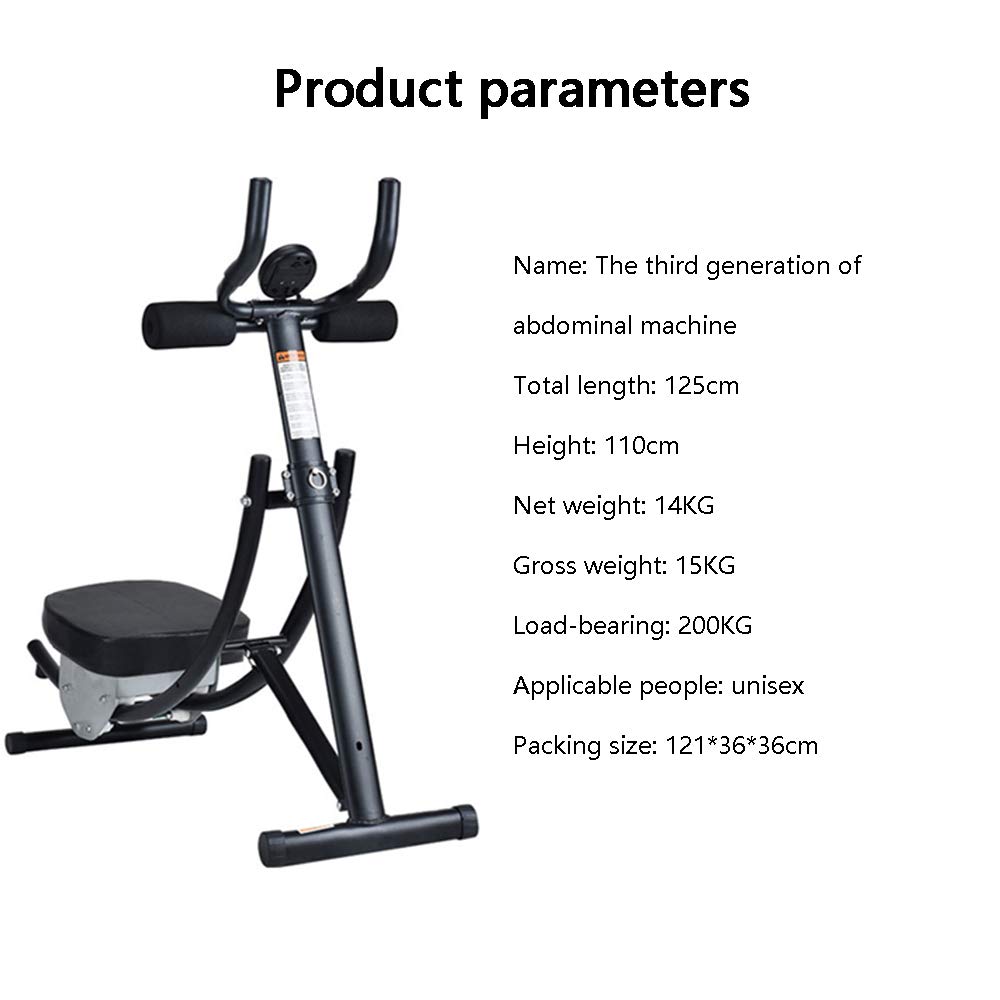 Product parameters
Name: The third generation of
abdominal machine
Total length: 125cm
Height: 110cm
Net weight: 14KG
Gross weight: 15KG
Load-bearing: 200KG
Applicable people: unisex
Packing size: 121*36*36cm